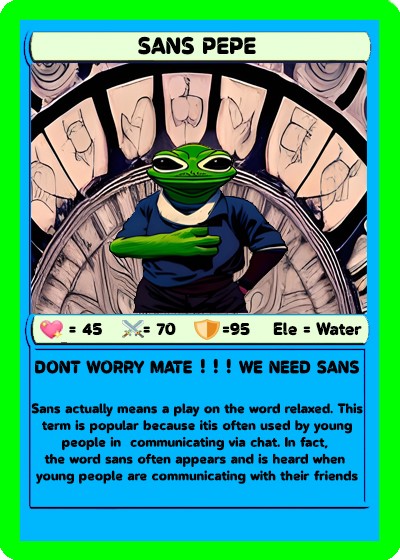 SANS PEPE
= 45 = 70 =95 Ele = Water
DONT WORRY MATE ! ! ! WE NEED SANS
Sans actually means a play on the word relaxed. This
term is popular because itis often used by young
people in communicating via chat. In fact,
the word sans often appears and is heard when
young people are communicating with their friends